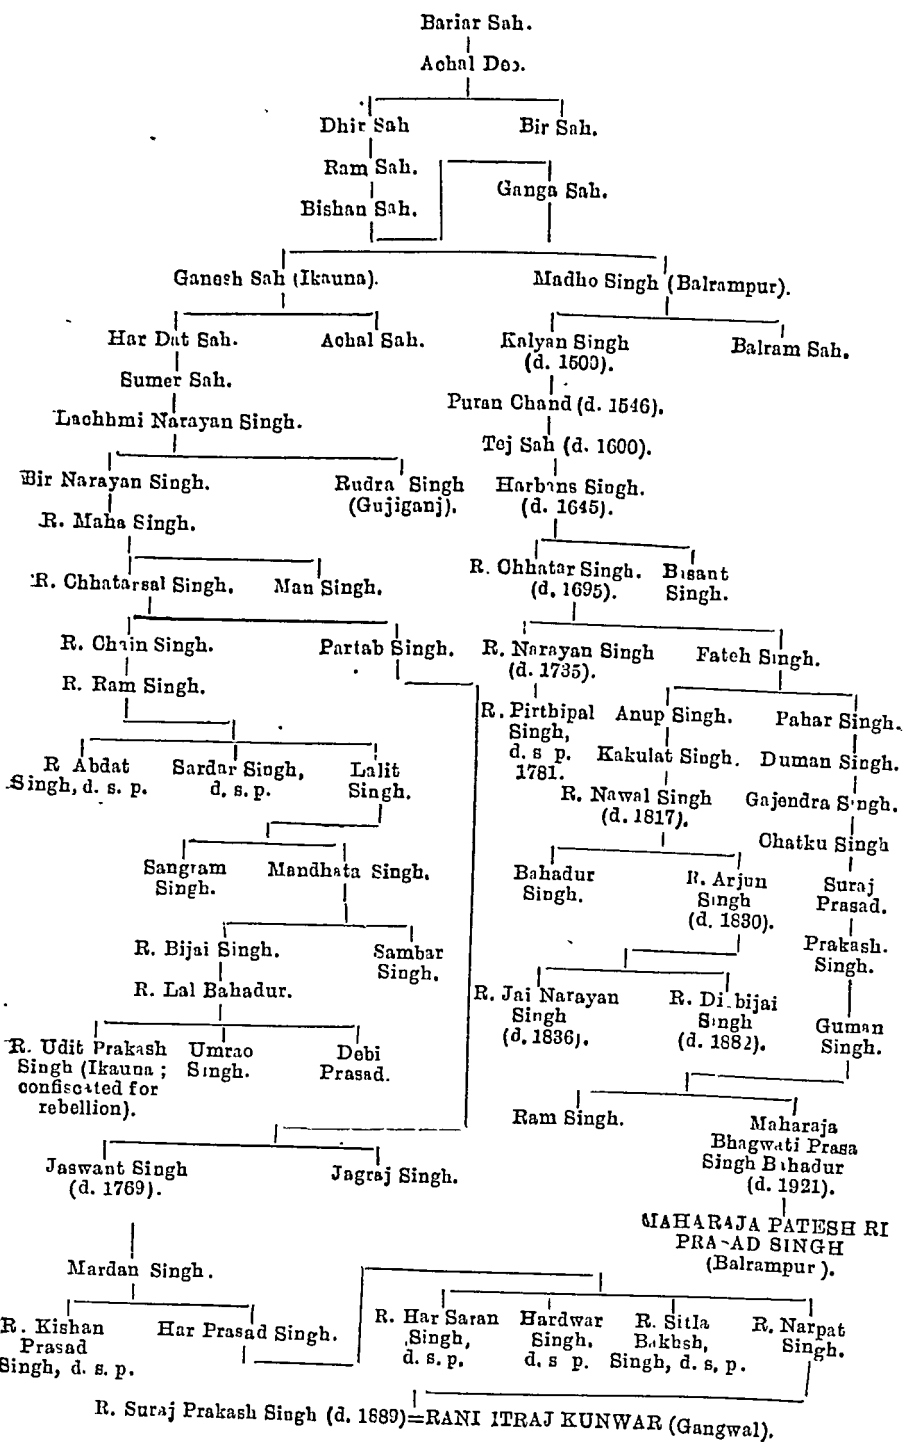 Bariar Sah.
Achal Deo.
Dhir Sah
Bir Sah.
Ram Sah.
Ganga Sah.
Bishan Sah.
Ganesh Sah (Ikauna).
Madho Singh (Balrampur).
Har Dat Sah.
Achal Sah.
Kalyan Singh
(d. 1500).
Balram Sah.
Sumer Sah.
Puran Chand (d. 1546).
Lachhmi Narayan Singh.
Tej Sah (d. 1600).
Bir Narayan Singh.
Rudra Singh
(Gujiganj).
Harbans Singh.
(d. 1645).
R. Maha Singh.
R. Chhatarsal Singh.
Man Singh.
R. Chhatar Singh.
(d. 1695).
Basant
Singh.
R. Chain Singh.
Partab Singh.
R. Narayan Singh
(d. 1735).
Fateh Singh.
R. Ram Singh.
R. Pirthipal
Singh,
d. s p.
1781.
Anup Singh.
Pahar Singh.
Kakulat Singh.
Duman Singh.
R Abdat
Singh, d. s. p.
Sardar Singh,
d. s. p.
Lalit
Singh.
R. Nawal Singh
(d. 1817).
Gajendra Singh.
Chatku Singh
Sangram
Singh.
Mandhata Singh.
Bahadur
Singh.
R. Arjun
Singh
(d. 1830).
Suraj
Prasad.
R. Bijai Singh.
Sambar
Singh.
Prakash.
Singh.
R. Lal Bahadur.
R. Jai Narayan
Singh
(d. 1836).
R. Digbijai
Singh
(d. 1882).
Guman
Singh.
R. Udit Prakash
Singh (Ikauna ;
confiscated for
rebellion).
Umrao
Singh.
Debi
Prasad.
Ram Singh.
Maharaja
Bhagwati Prasa
Singh Bahadur
(d. 1921).
Jaswant Singh
(d. 1769).
Jagraj Singh.
MAHARAJA PATESH RI
PRA-AD SINGH
(Balrampur).
Mardan Singh.
R. Kishan
Prasad
Singh, d. s. p.
Har Prasad Singh.
R. Har Saran
Singh,
d. s. p.
Hardwar
Singh.
d. s p.
R. Sitla
Bakhsh,
Singh, d. s, p.
R. Narpat
Singh.
R. Suraj Prakash Singh (d. 1889)=RANI ITRAJ KUNWAR (Gangwal).